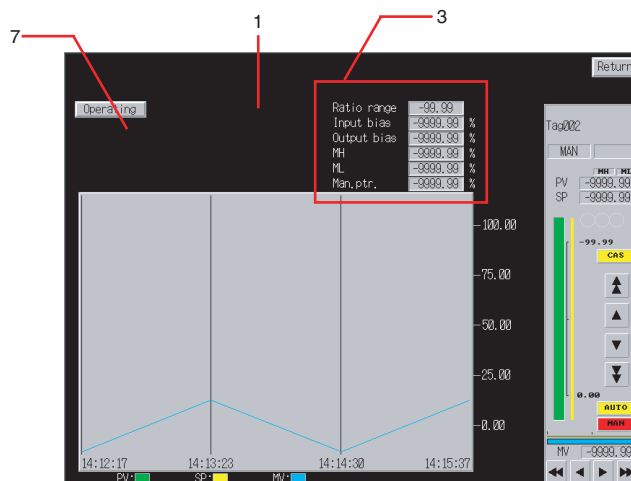 7
1
3
Return
Operating
Ratio range -99.99
Input bias -9999.99 %
Output bias -9999.99 %
MH -9999.99 %
ML -9999.99 %
Man.ptr. -9999.99 %
Tag002
MAN
MH
PV -9999.99
SP -9999.99
100.00
75.00
50.00
25.00
0.00
-99.99
CAS
0.00
AUTO
MAN
MV -9999.99
14:12:17 14:13:23 14:14:30 14:15:37
PV: SP: MV: